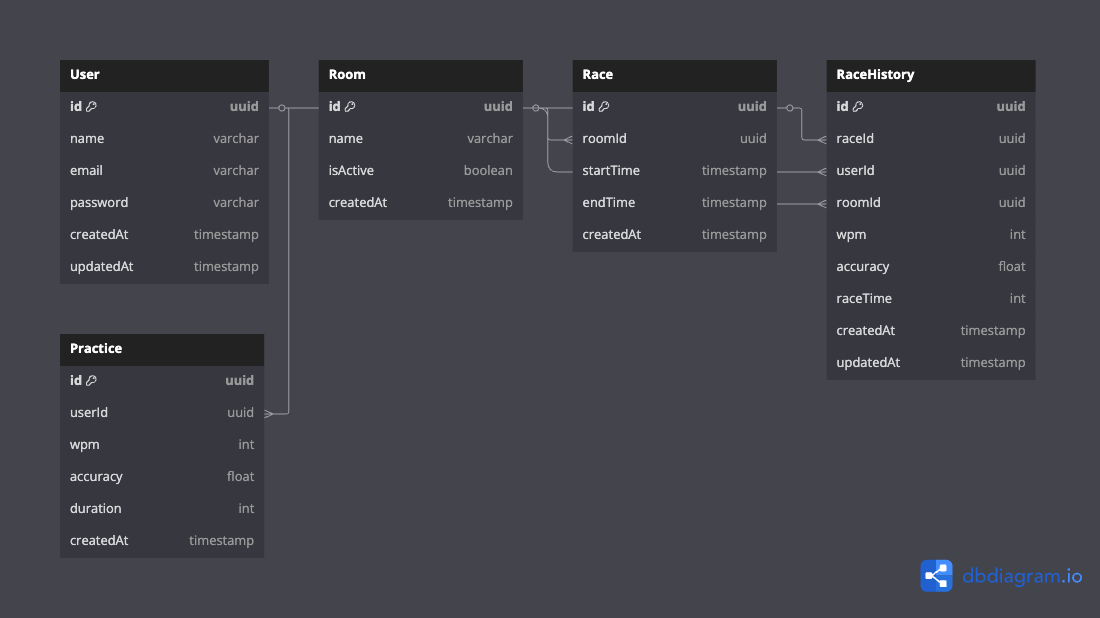 User
id uuid
name varchar
email varchar
password varchar
createdAt timestamp
updatedAt timestamp
Room
id uuid
name varchar
isActive boolean
createdAt timestamp
Race
id uuid
roomId uuid
startTime timestamp
endTime timestamp
createdAt timestamp
RaceHistory
id uuid
raceId uuid
userId uuid
roomId uuid
wpm int
accuracy float
raceTime int
createdAt timestamp
updatedAt timestamp
Practice
id uuid
userId uuid
wpm int
accuracy float
duration int
createdAt timestamp
dbdiagram.io